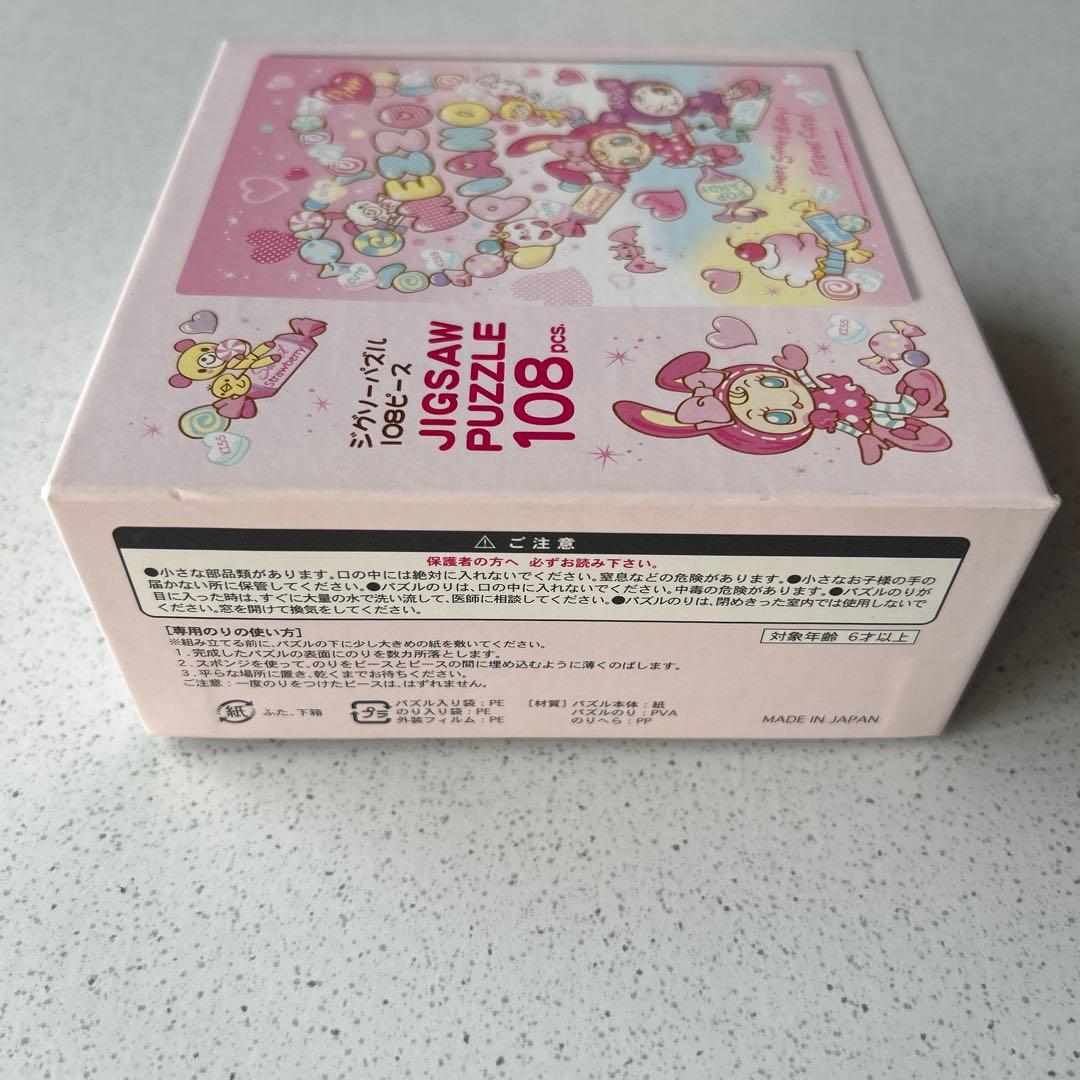 PINK
REXXRD
MEAMO
Sweet Sweet Baby
Forever Cute!
POP CANDY
CUTE
KISS
Sweet
Strawberry
KISS
KISS
ジグソーパズル
108ピース
JIGSAW
PUZZLE
108pcs.
⚠ ご注意
保護者の方へ 必ずお読み下さい。
●小さな部品類があります。口の中には絶対に入れないでください。窒息などの危険があります。●小さなお子様の手の
届かない所に保管してください。●パズルのりは、口の中に入れないでください。中毒の危険があります。●パズルのりが
目に入った時は、すぐに大量の水で洗い流して、医師に相談してください。●パズルのりは、閉めきった室内では使用しないで
ください。窓を開けて換気をしてください。
[専用のりの使い方]
対象年齢 6才以上
※組み立てる前に、パズルの下に少し大きめの紙を敷いてください。
1.完成したパズルの表面にのりを数カ所落とします。
2.スポンジを使って、のりをピースとピースの間に埋め込むように薄くのばします。
3.平らな場所に置き、乾くまでお待ちください。
ご注意:一度のりをつけたピースは、はずれません。
紙 ふた、下箱
プラ
パズル入り袋:PE
のり入り袋:PE
外装フィルム:PE
[材質] パズル本体:紙
パズルのり:PVA
のりへら:PP
MADE IN JAPAN